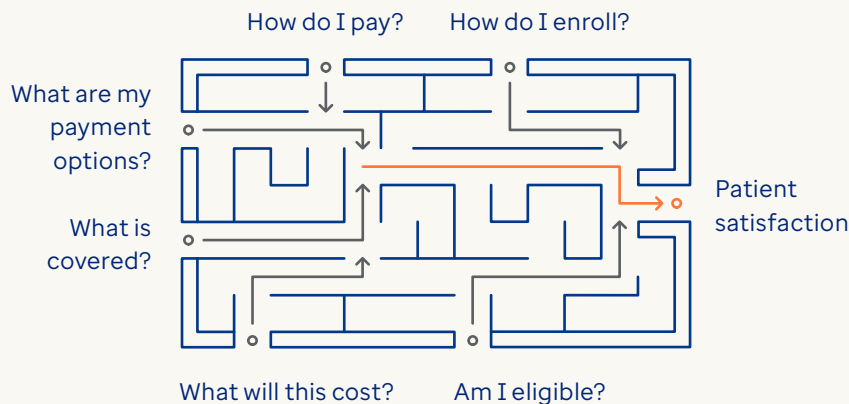 How do I pay?
How do I enroll?
What are my
payment
options?
What is
covered?
Patient
satisfaction
What will this cost?
Am I eligible?